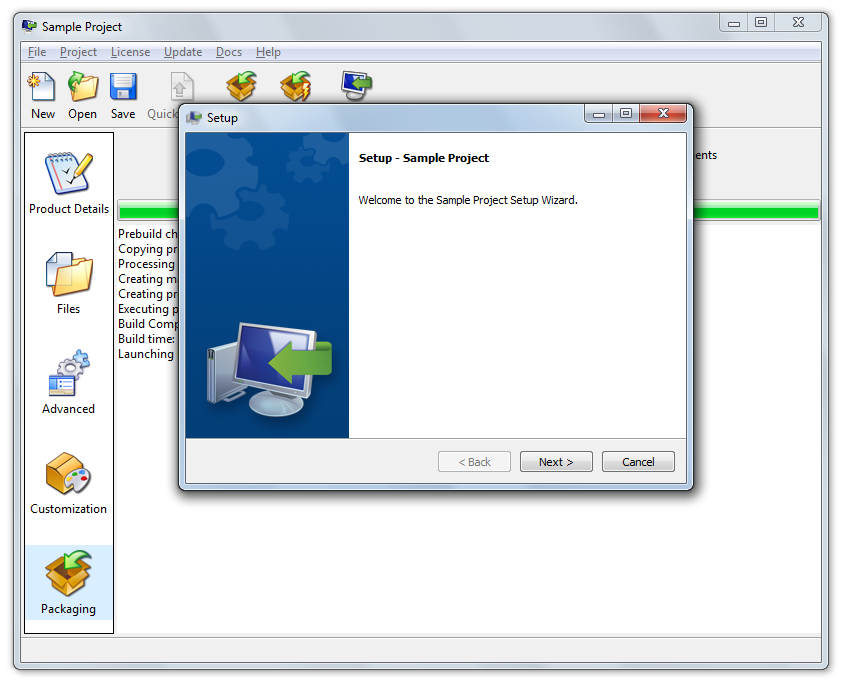 Sample Project
File Project License Update Docs Help
New Open Save Quick
Setup
ents
Setup - Sample Project
Welcome to the Sample Project Setup Wizard.
Product Details
Files
Advanced
Customization
Packaging
Prebuild ch
Copying pr
Processing
Creating m
Creating pr
Executing p
Build Comp
Build time:
Launching
< Back Next > Cancel